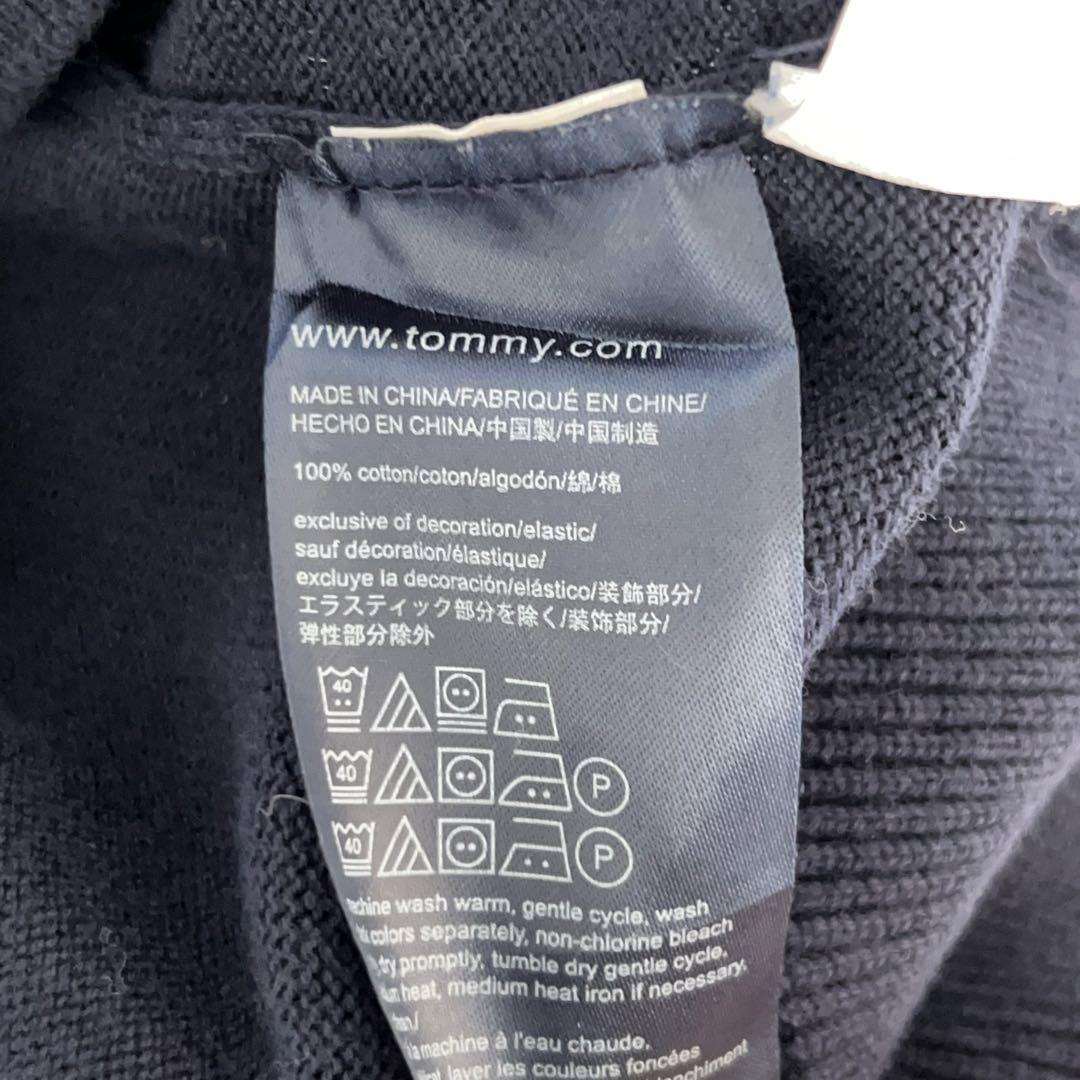 www.tommy.com
MADE IN CHINA/FABRIQUÉ EN CHINE/
HECHO EN CHINA/中国製/中国制造
100% cotton/coton/algodón/綿/棉
exclusive of decoration/elastic/
sauf décoration/élastique/
excluye la decoración/elástico/装飾部分/
エラスティック部分を除く/装饰部分/
弹性部分除外
40
40 P
40 P
wash warm, gentle cycle, wash
colors separately, non-chlorine bleach
dry promptly, tumble dry gentle cycle,
heat, medium heat iron if necessary,
machine à l'eau chaude,
laver les couleurs foncées